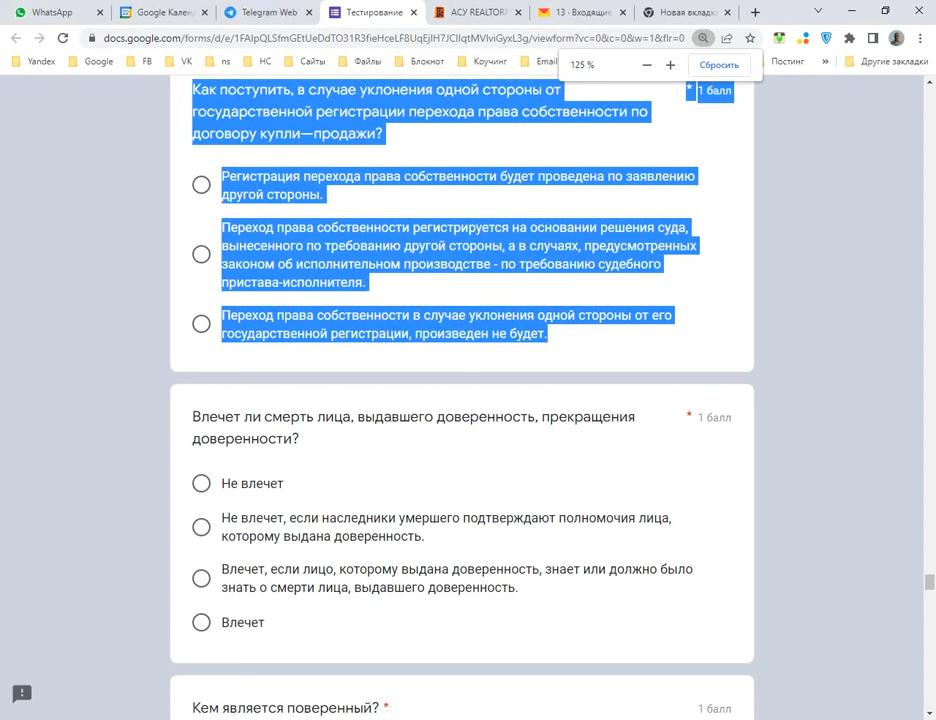 WhatsApp
Google Кален
Telegram Web
Тестирование
АСУ REALTOR
13 · Входящие
Новая вкладка
docs.google.com/forms/d/e/1FAIpQLSfmGEtUeDdTO31R3fieHceLF8UqEjlH7JCIlqtMVIviGyxL3g/viewform?vc=0&c=0&w=1&flr=0
Yandex
Google
FB
VK
ns
НС
Сайты
Файлы
Блокнот
Коучинг
Email
Постинг
»
Другие закладки
125 %
Сбросить
Как поступить, в случае уклонения одной стороны от * 1 балл
государственной регистрации перехода права собственности по
договору купли—продажи?
Регистрация перехода права собственности будет проведена по заявлению
другой стороны.
Переход права собственности регистрируется на основании решения суда,
вынесенного по требованию другой стороны, а в случаях, предусмотренных
законом об исполнительном производстве - по требованию судебного
пристава-исполнителя.
Переход права собственности в случае уклонения одной стороны от его
государственной регистрации, произведен не будет.
Влечет ли смерть лица, выдавшего доверенность, прекращения * 1 балл
доверенности?
Не влечет
Не влечет, если наследники умершего подтверждают полномочия лица,
которому выдана доверенность.
Влечет, если лицо, которому выдана доверенность, знает или должно было
знать о смерти лица, выдавшего доверенность.
Влечет
Кем является поверенный? * 1 балл